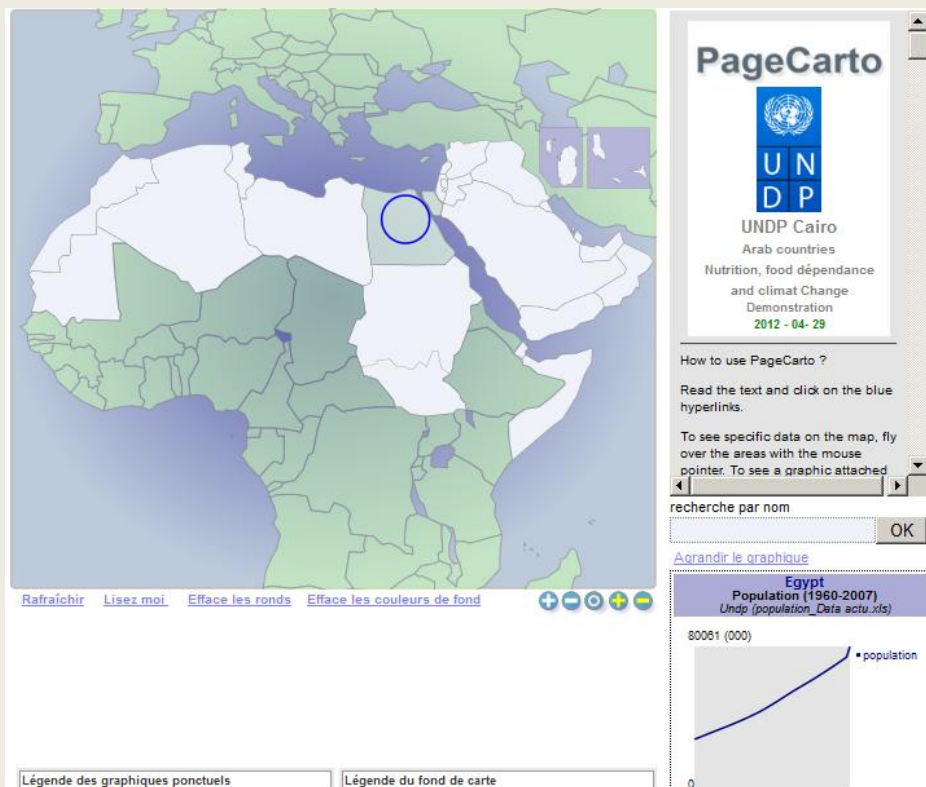 PageCarto
U N
D P
UNDP Cairo
Arab countries
Nutrition, food dépendance
and climat Change
Demonstration
2012 - 04- 29
How to use PageCarto ?
Read the text and click on the blue
hyperlinks.
To see specific data on the map, fly
over the areas with the mouse
pointer. To see a graphic attached
recherche par nom
OK
Agrandir le graphique
Egypt
Population (1960-2007)
Undp (population_Data actu.xls)
80061 (000)
population
0
Rafraîchir Lisez moi Efface les ronds Efface les couleurs de fond
Légende des graphiques ponctuels
Légende du fond de carte